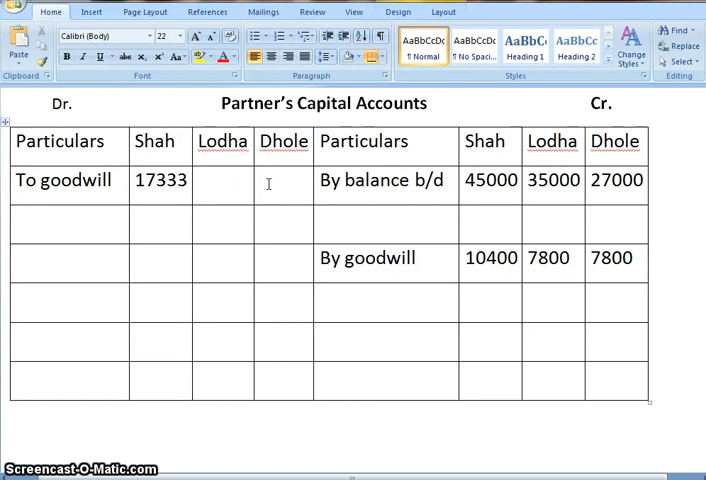 Home Insert Page Layout References Mailings Review View Design Layout
Paste
Calibri (Body) 22
AaBbCcDc AaBbCcDc AaBbCc AaBbCc
¶ Normal ¶ No Spaci... Heading 1 Heading 2
Change
Styles
Find
Replace
Select
Clipboard Font Paragraph Styles Editing
Dr. Partner's Capital Accounts Cr.
Particulars Shah Lodha Dhole Particulars Shah Lodha Dhole
To goodwill 17333 By balance b/d 45000 35000 27000
By goodwill 10400 7800 7800
Screencast-O-Matic.com